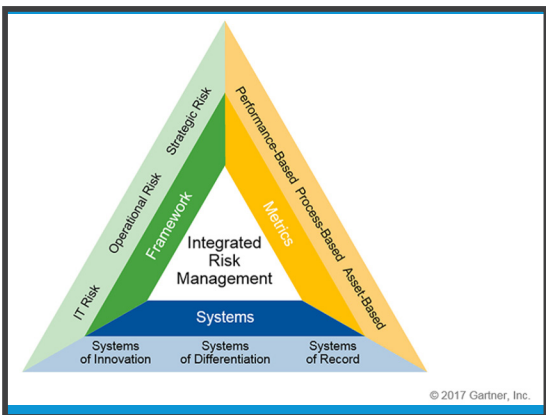 Strategic Risk
Operational Risk
IT Risk
Framework
Performance-Based
Process-Based
Asset-Based
Metrics
Integrated
Risk
Management
Systems
Systems
of Innovation
Systems
of Differentiation
Systems
of Record
© 2017 Gartner, Inc.